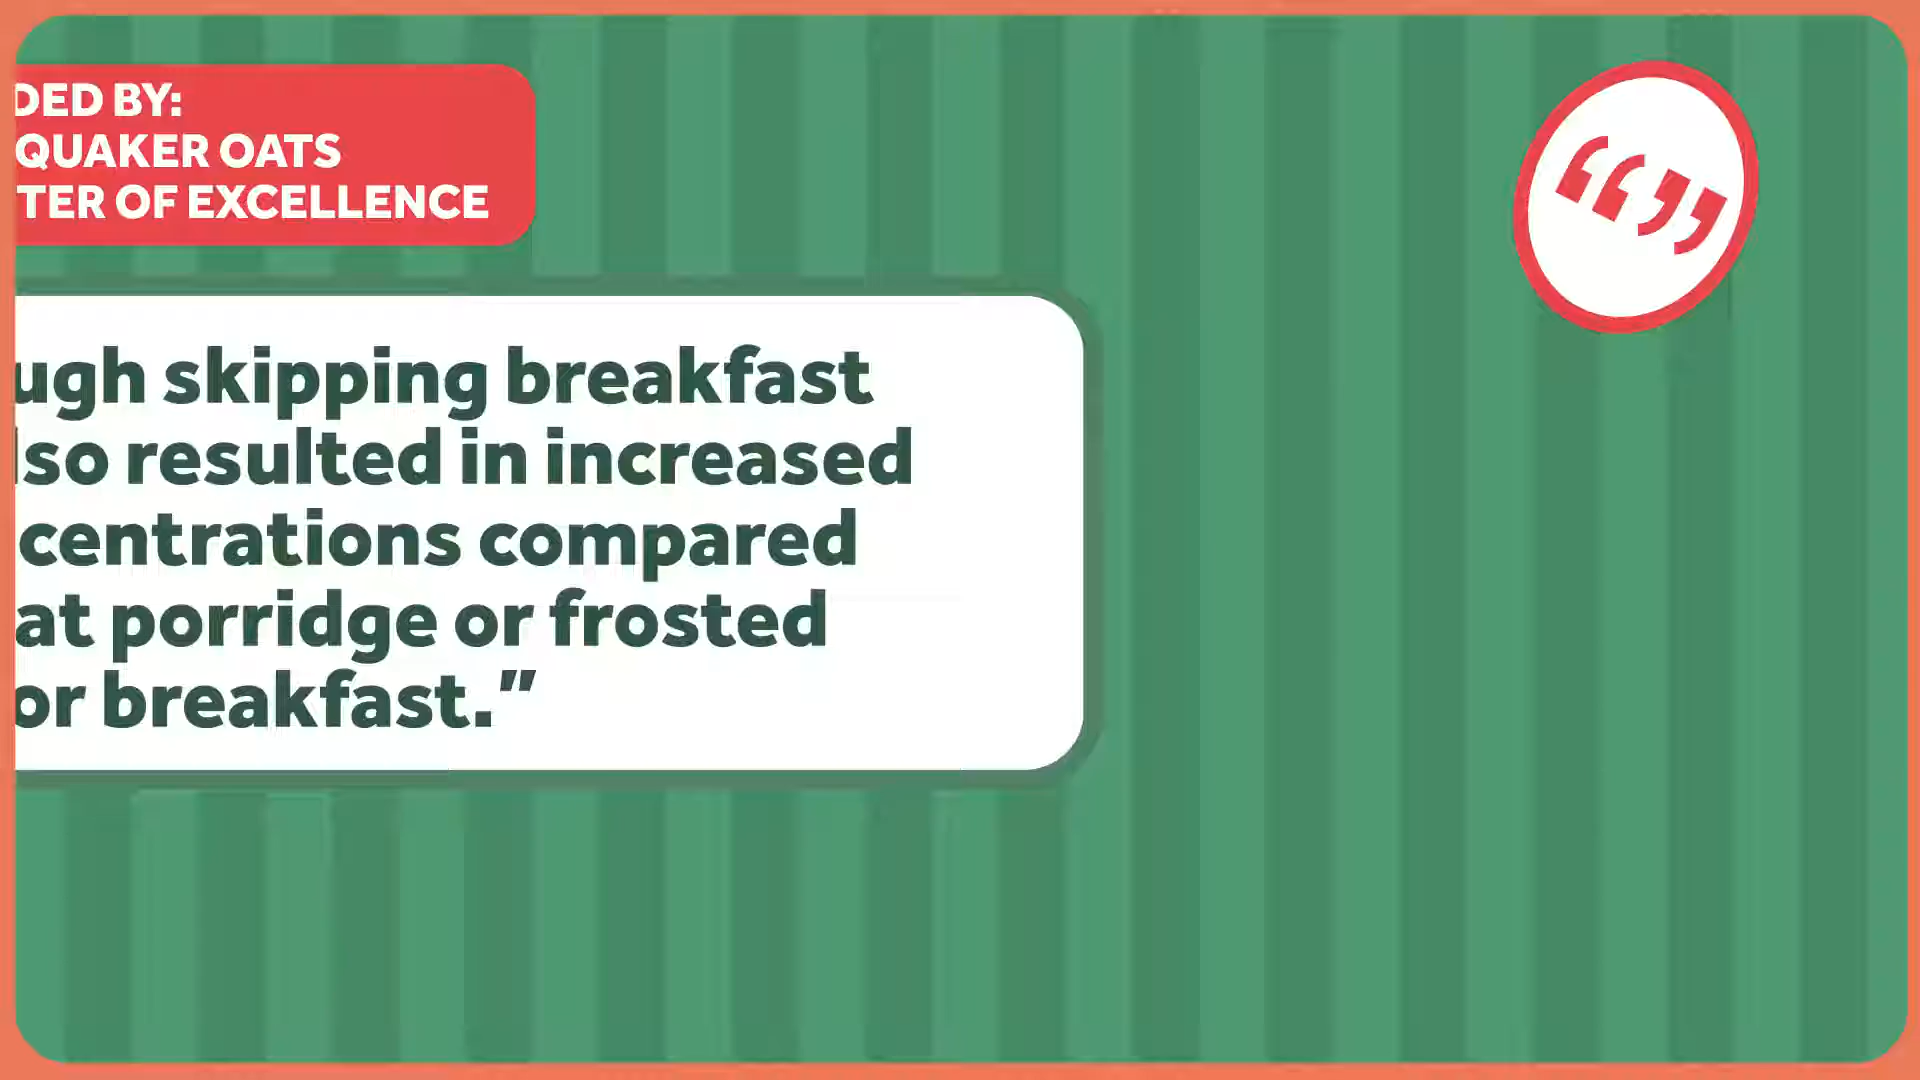 DED BY:
QUAKER OATS
TER OF EXCELLENCE
ugh skipping breakfast
lso resulted in increased
centrations compared
at porridge or frosted
or breakfast.”
“”